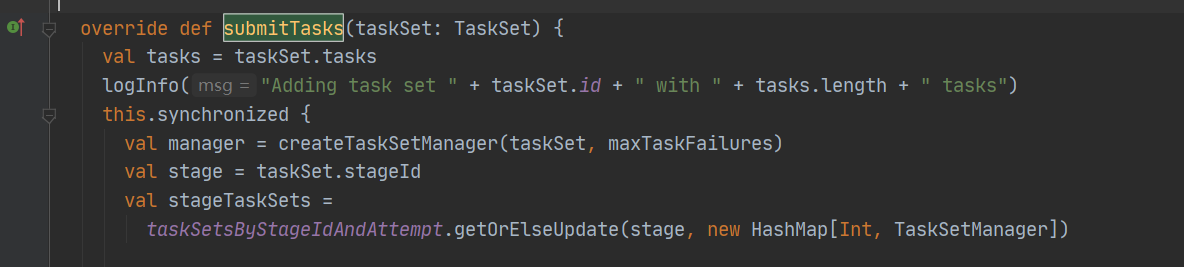 override def submitTasks(taskSet: TaskSet) {
val tasks = taskSet.tasks
logInfo( msg = "Adding task set " + taskSet.id + " with " + tasks.length + " tasks")
this.synchronized {
val manager = createTaskSetManager(taskSet, maxTaskFailures)
val stage = taskSet.stageId
val stageTaskSets =
taskSetsByStageIdAndAttempt.getOrElseUpdate(stage, new HashMap[Int, TaskSetManager])